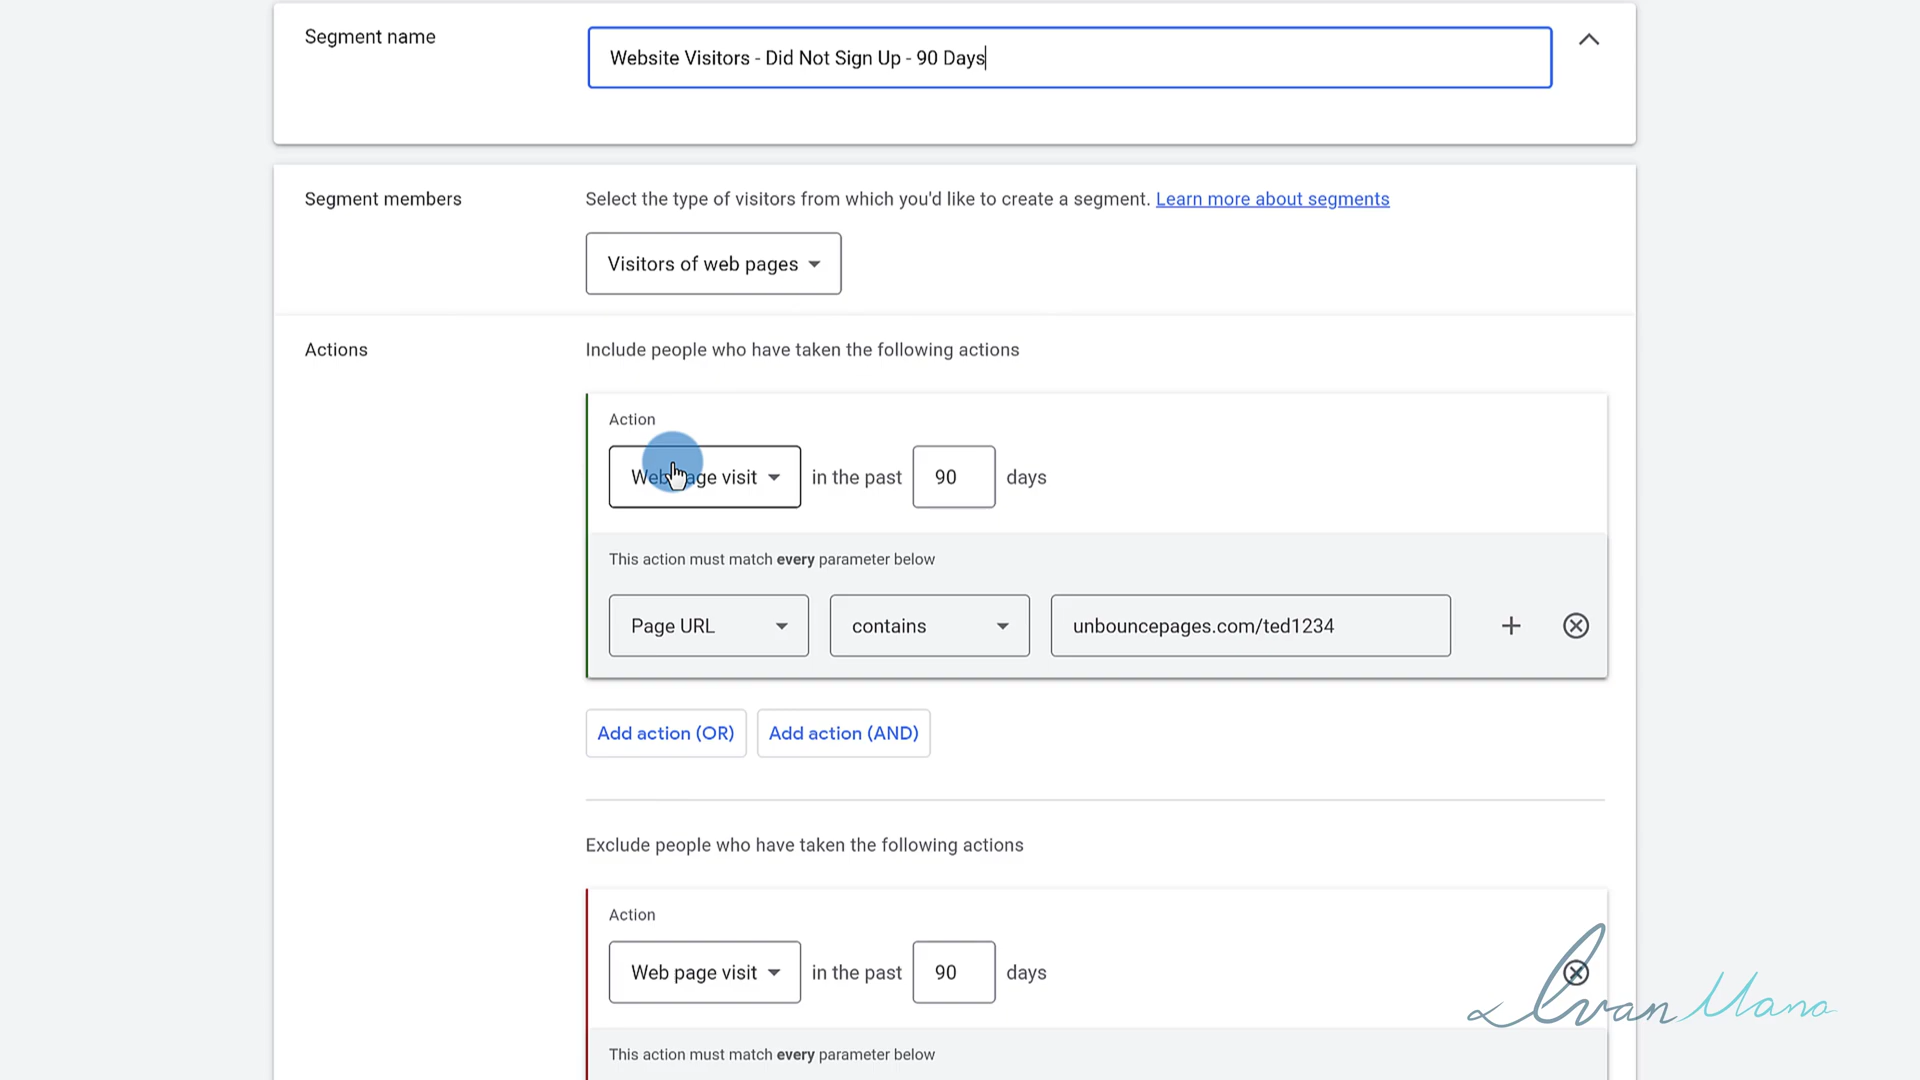 Segment name
Website Visitors - Did Not Sign Up - 90 Days
Segment members
Select the type of visitors from which you'd like to create a segment. Learn more about segments
Visitors of web pages
Actions
Include people who have taken the following actions
Action
Web page visit in the past 90 days
This action must match every parameter below
Page URL contains unbouncepages.com/ted1234
Add action (OR) Add action (AND)
Exclude people who have taken the following actions
Action
Web page visit in the past 90 days
Ivan Mana
This action must match every parameter below